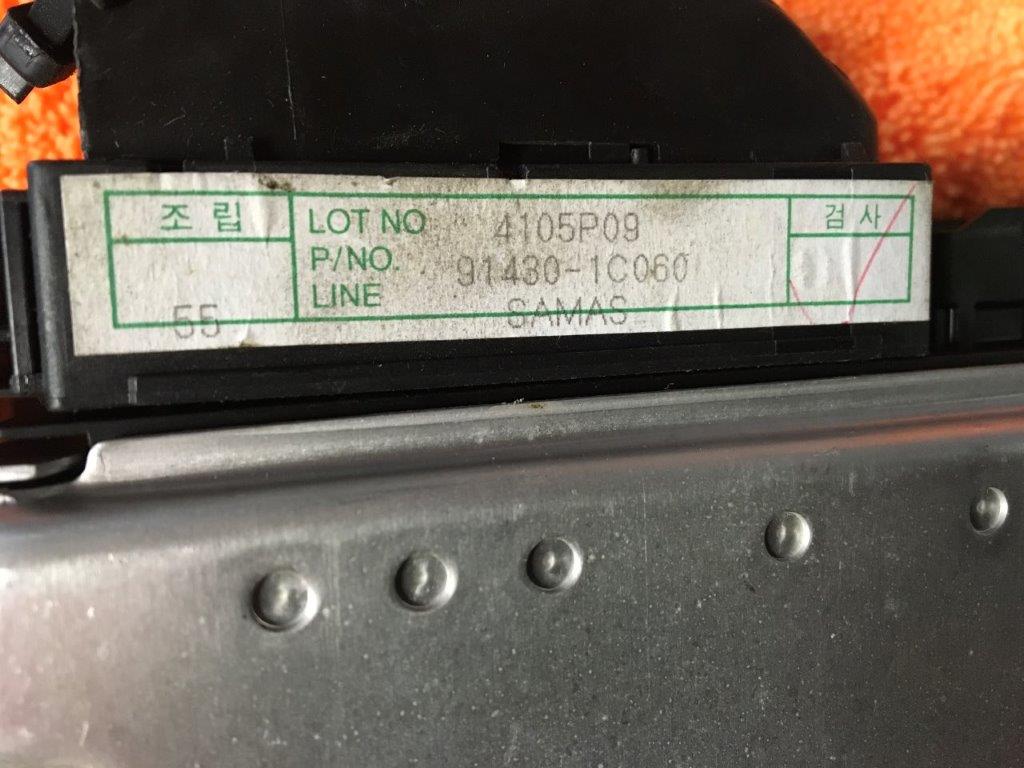 조립
LOT NO 4105P09
검사
P/NO. 91430-1C060
55
LINE SAMAS